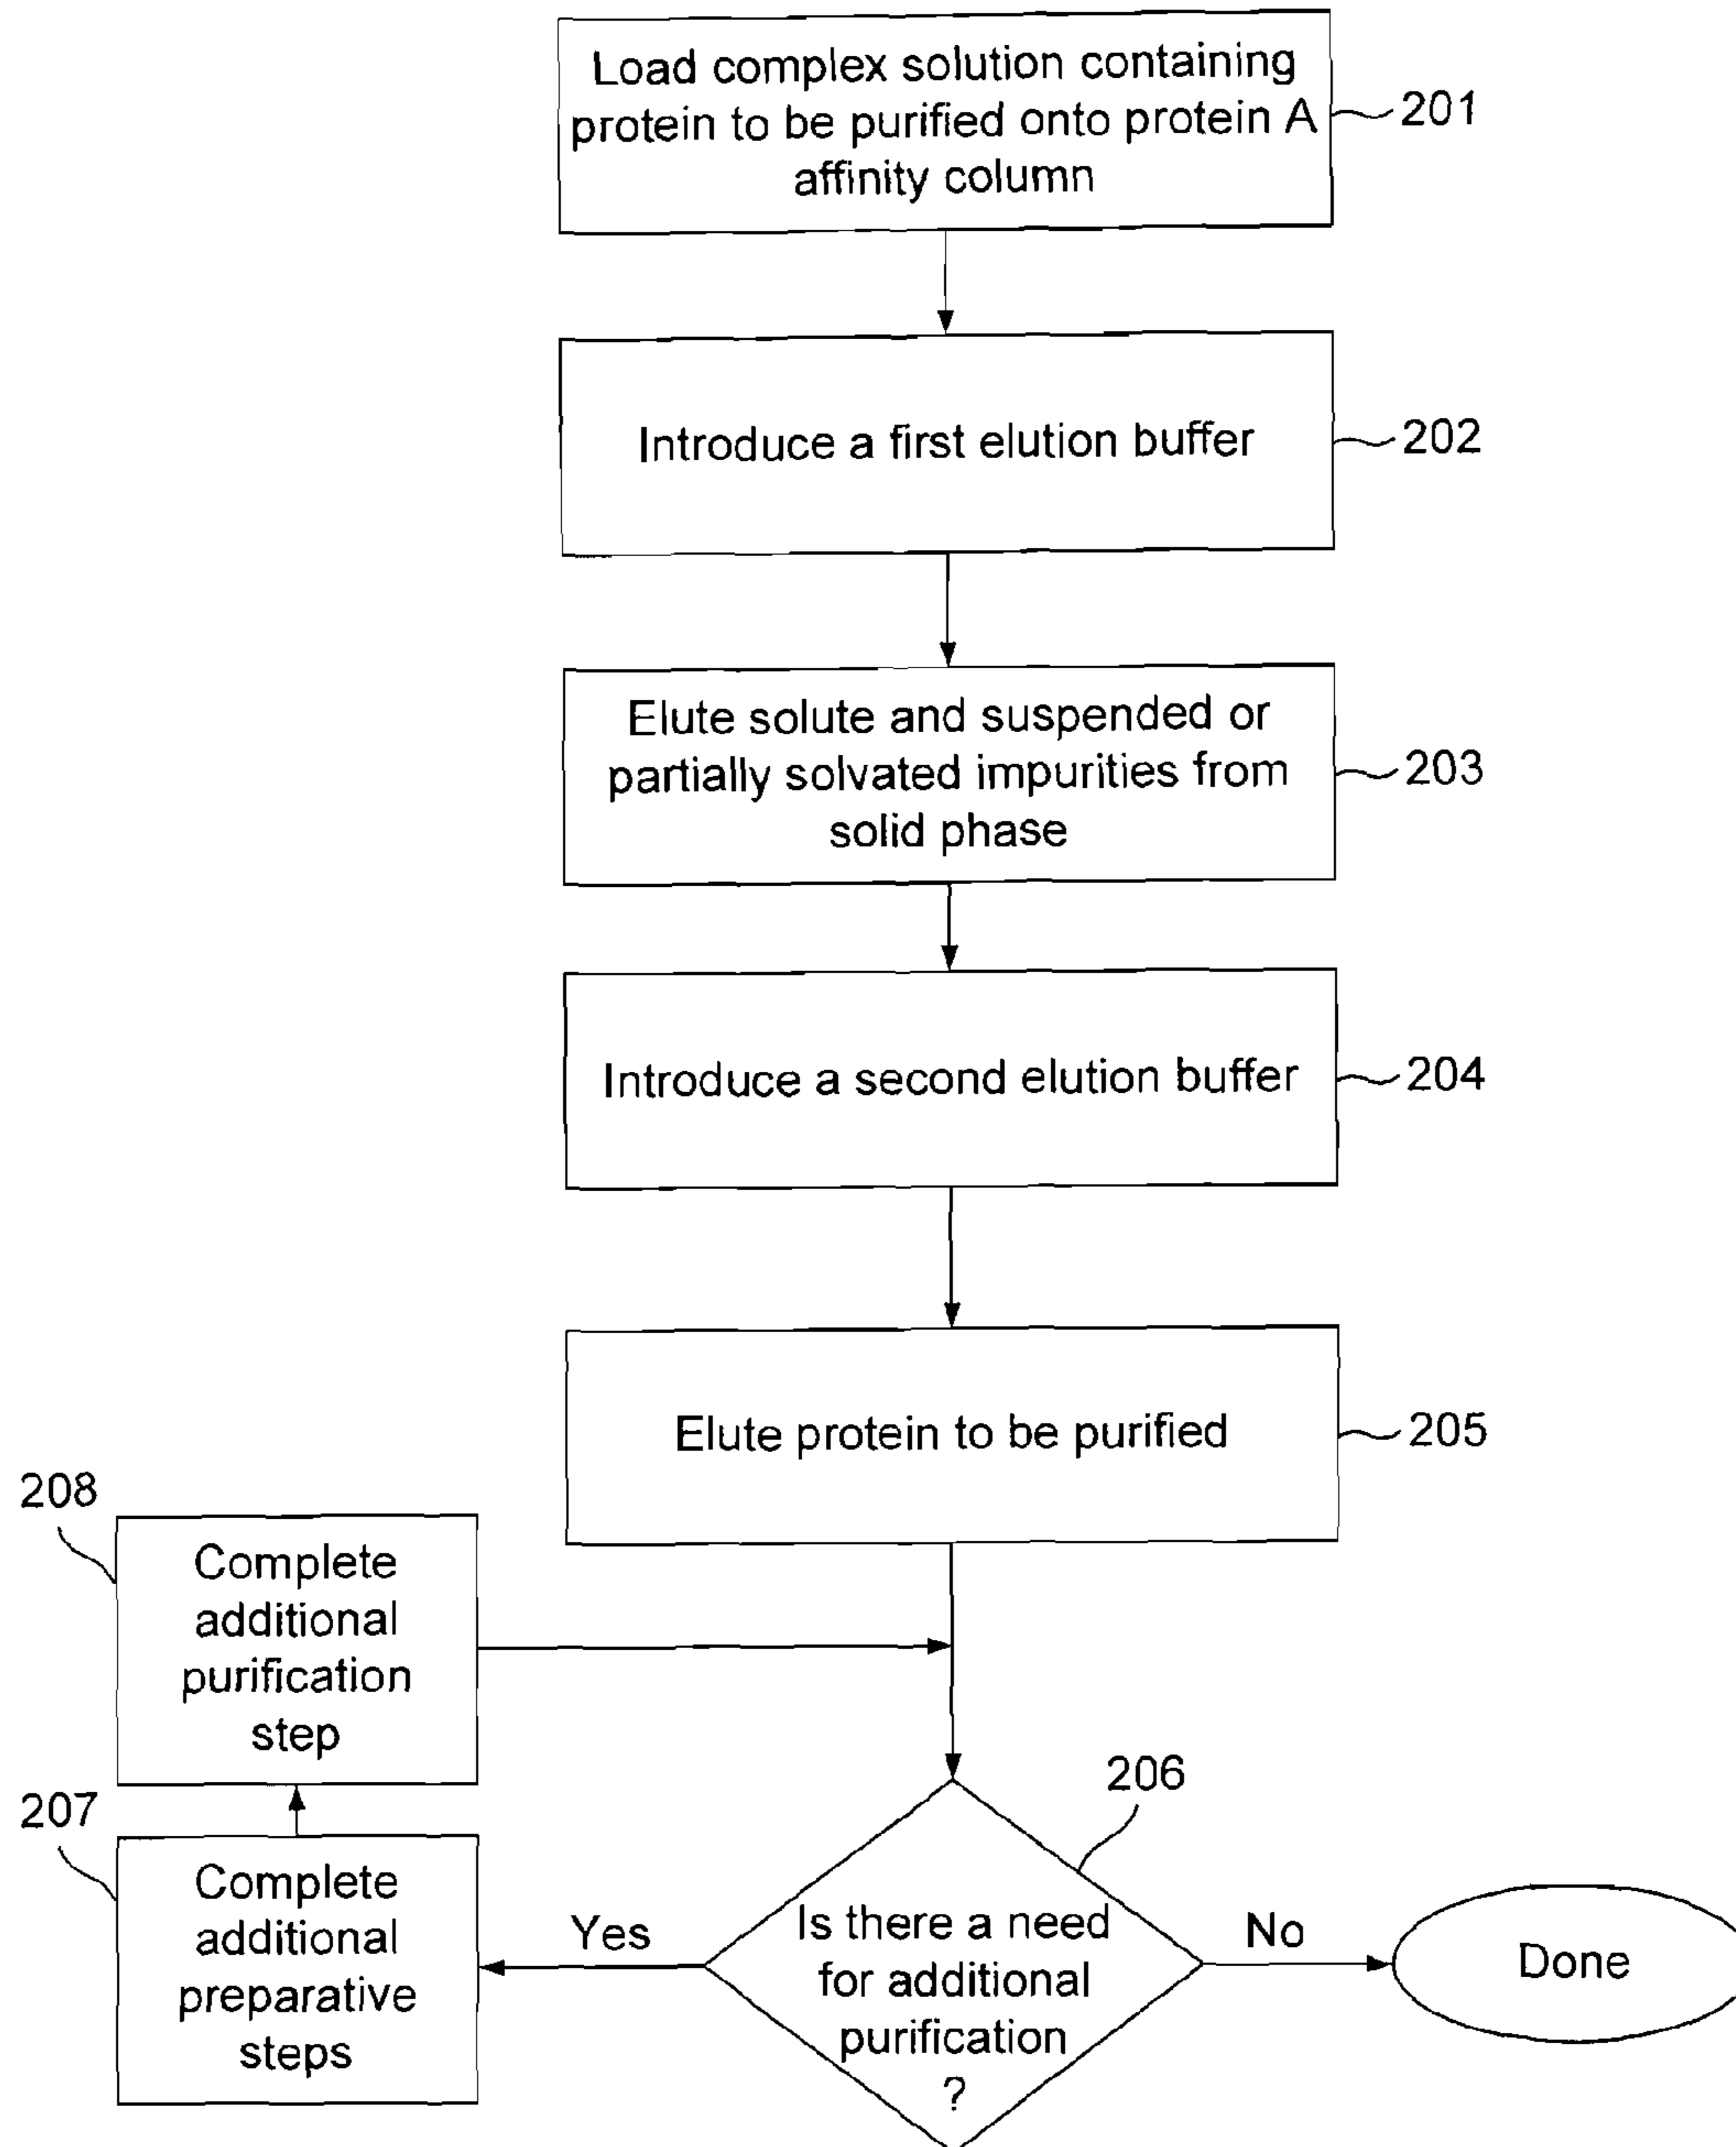 Load complex solution containing
protein to be purified onto protein A
affinity column
201
Introduce a first elution buffer
202
Elute solute and suspended or
partially solvated impurities from
solid phase
203
Introduce a second elution buffer
204
Elute protein to be purified
205
208
Complete
additional
purification
step
207
Complete
additional
preparative
steps
Yes
206
Is there a need
for additional
purification
?
No
Done